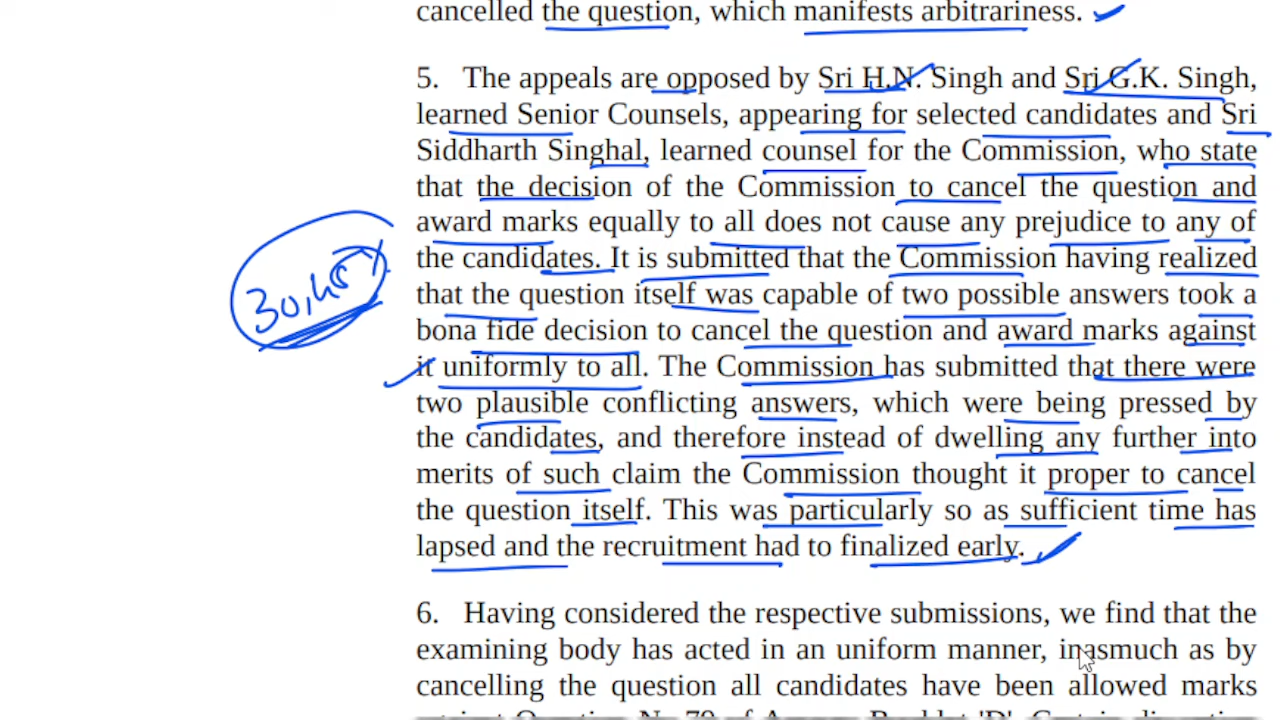 cancelled the question, which manifests arbitrariness.
5. The appeals are opposed by Sri H.N. Singh and Sri G.K. Singh,
learned Senior Counsels, appearing for selected candidates and Sri
Siddharth Singhal, learned counsel for the Commission, who state
that the decision of the Commission to cancel the question and
award marks equally to all does not cause any prejudice to any of
the candidates. It is submitted that the Commission having realized
that the question itself was capable of two possible answers took a
bona fide decision to cancel the question and award marks against
it uniformly to all. The Commission has submitted that there were
two plausible conflicting answers, which were being pressed by
the candidates, and therefore instead of dwelling any further into
merits of such claim the Commission thought it proper to cancel
the question itself. This was particularly so as sufficient time has
lapsed and the recruitment had to finalized early.
6. Having considered the respective submissions, we find that the
examining body has acted in an uniform manner, inasmuch as by
cancelling the question all candidates have been allowed marks